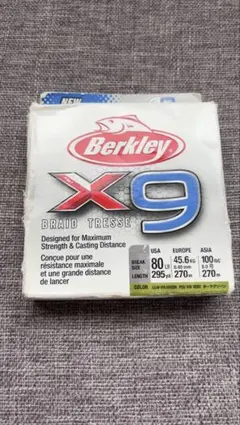 NEW
Berkley
X9
BRAID TRESSE
Designed for Maximum
Strength & Casting Distance
Conçue pour une
résistance maximale
et une grande distance
de lancer
USA EUROPE ASIA
BREAK SIZE 80 LB 45.6 KG 100
LENGTH 295 yd 270 m 270 m
COLOR